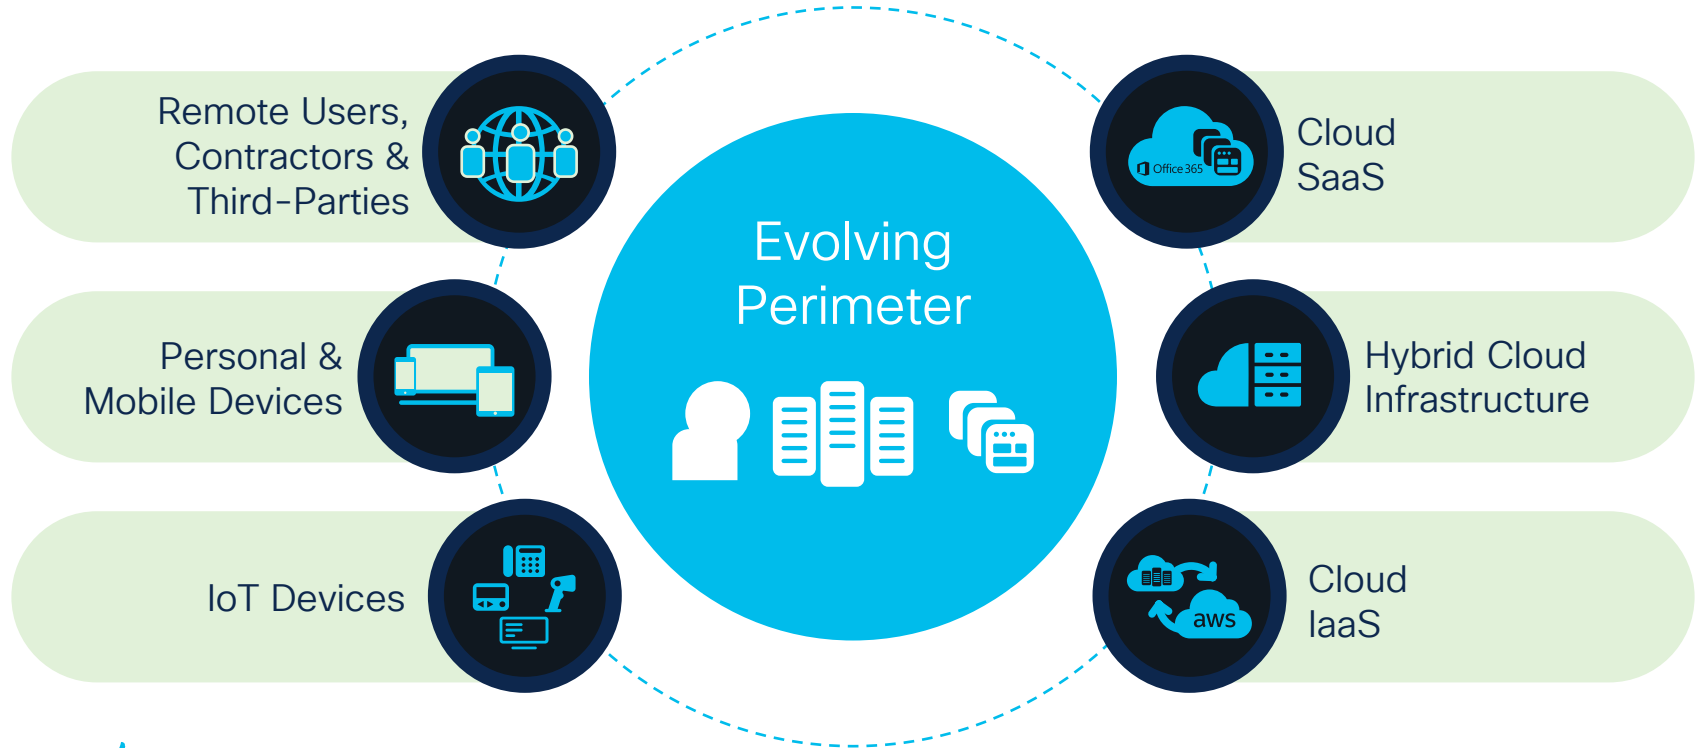 Remote Users,
Contractors &
Third-Parties
Personal &
Mobile Devices
IoT Devices
Evolving
Perimeter
Office 365
Cloud
SaaS
Hybrid Cloud
Infrastructure
aws
Cloud
IaaS